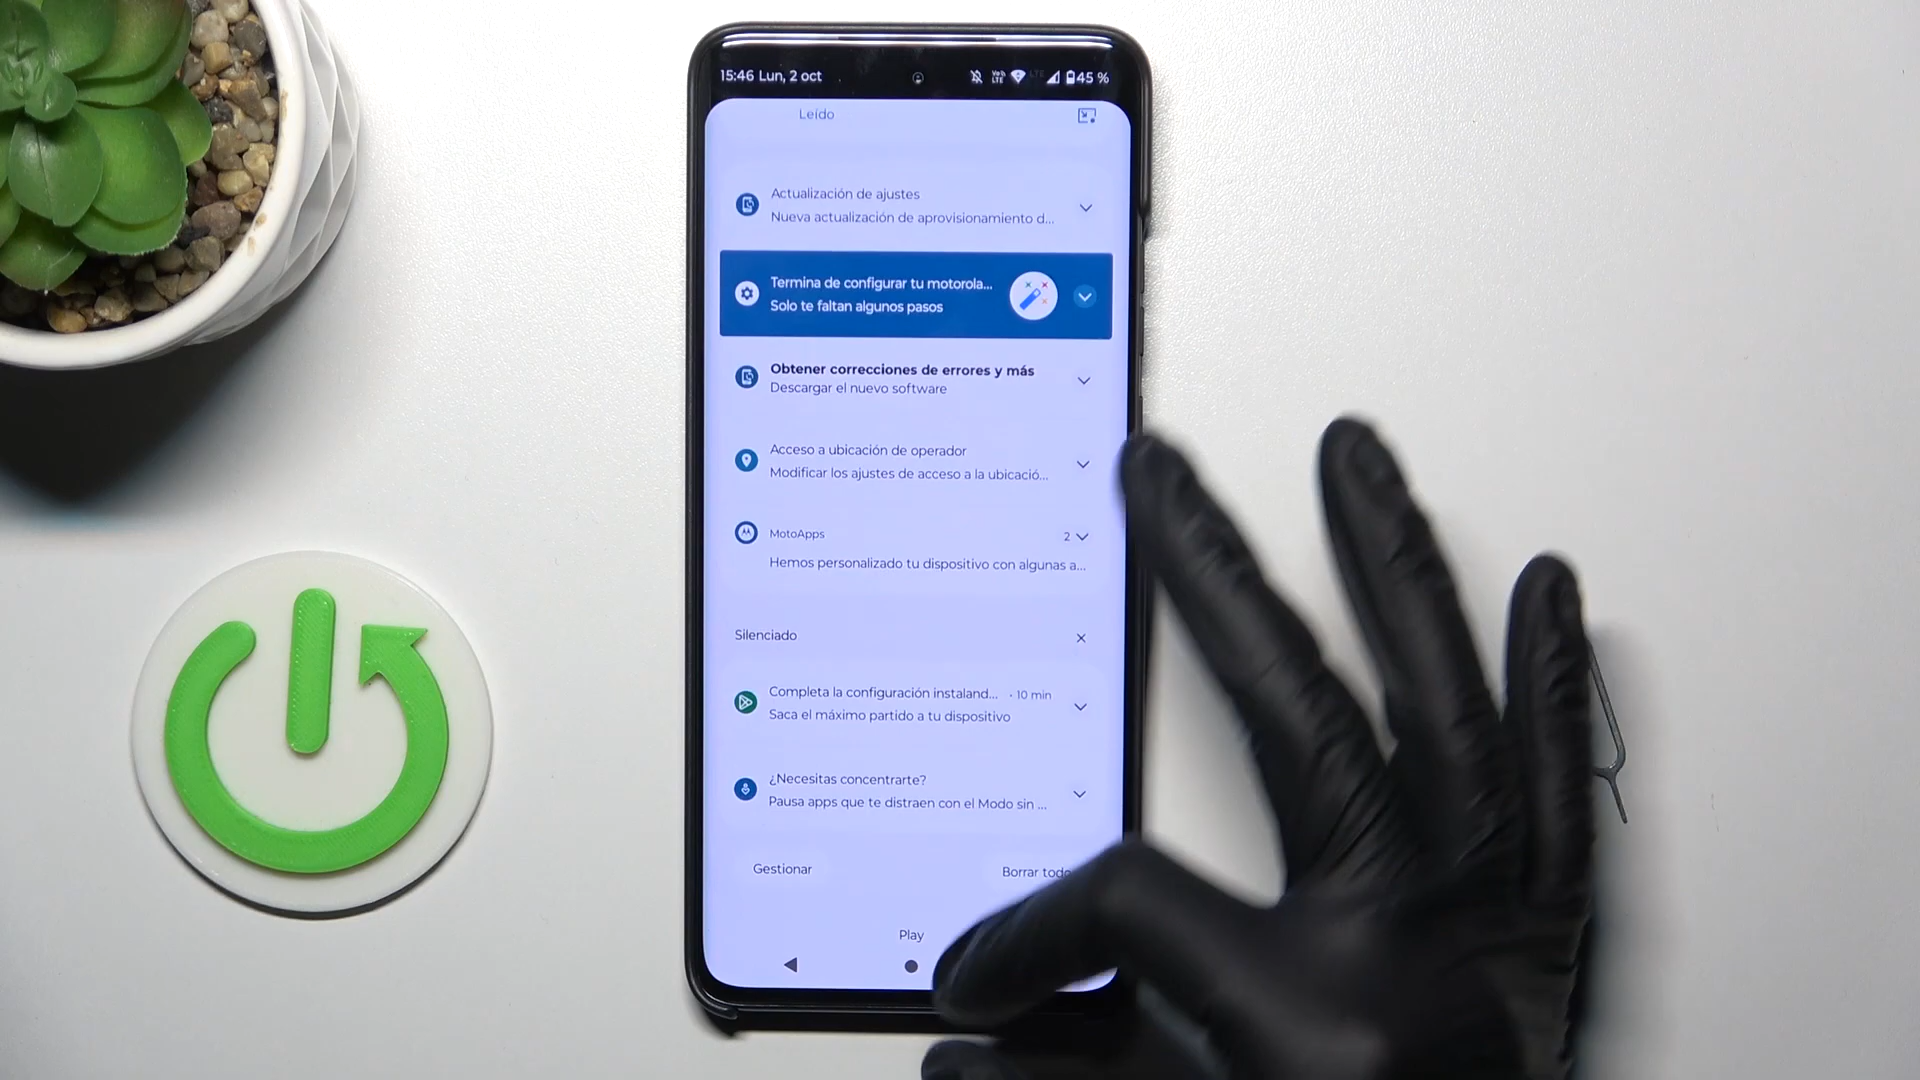 15:46 Lun, 2 oct
45 %
Leído
Actualización de ajustes
Nueva actualización de aprovisionamiento d...
Termina de configurar tu motorola...
Solo te faltan algunos pasos
Obtener correcciones de errores y más
Descargar el nuevo software
Acceso a ubicación de operador
Modificar los ajustes de acceso a la ubicació...
MotoApps
2
Hemos personalizado tu dispositivo con algunas a...
Silenciado
Completa la configuración instaland... · 10 min
Saca el máximo partido a tu dispositivo
¿Necesitas concentrarte?
Pausa apps que te distraen con el Modo sin ...
Gestionar
Borrar todo
Play